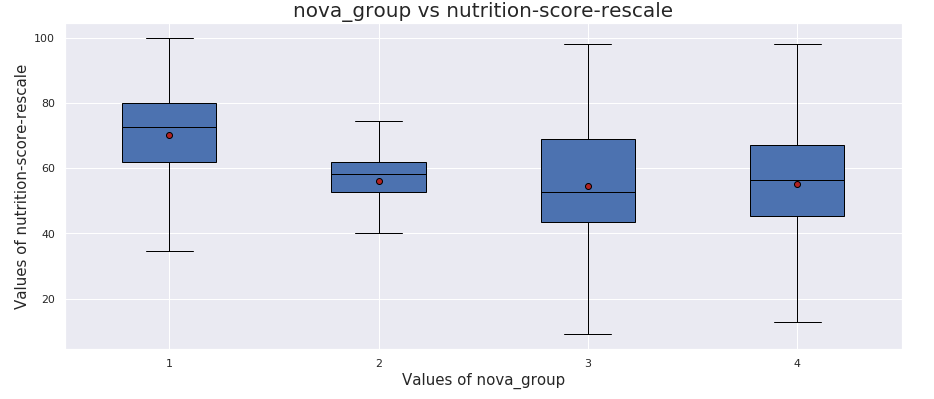 nova_group vs nutrition-score-rescale
Values of nutrition-score-rescale
100
80
60
40
20
1 2 3 4
Values of nova_group